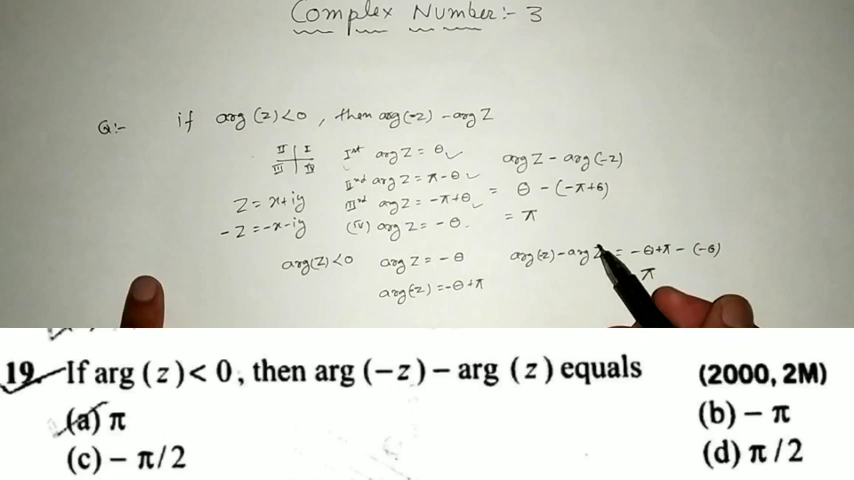 Complex Number:- 3
Q:- if arg(z)<0, then arg(-z) - arg Z
II | I
III | IV
Ist arg Z = θ
IInd arg Z = π-θ
IIIrd arg Z = -π+θ
(IV) arg Z = -θ
Z = x+iy
-Z = -x-iy
arg Z - arg(-z)
= θ - (-π+θ)
= π
arg(z)<0 arg Z = -θ
arg(-z) = -θ+π
arg(-z) - arg Z = -θ+π - (-θ)
π
19. If arg (z) < 0, then arg (−z) − arg (z) equals (2000, 2M)
(a) π (b) − π
(c) − π/2 (d) π/2